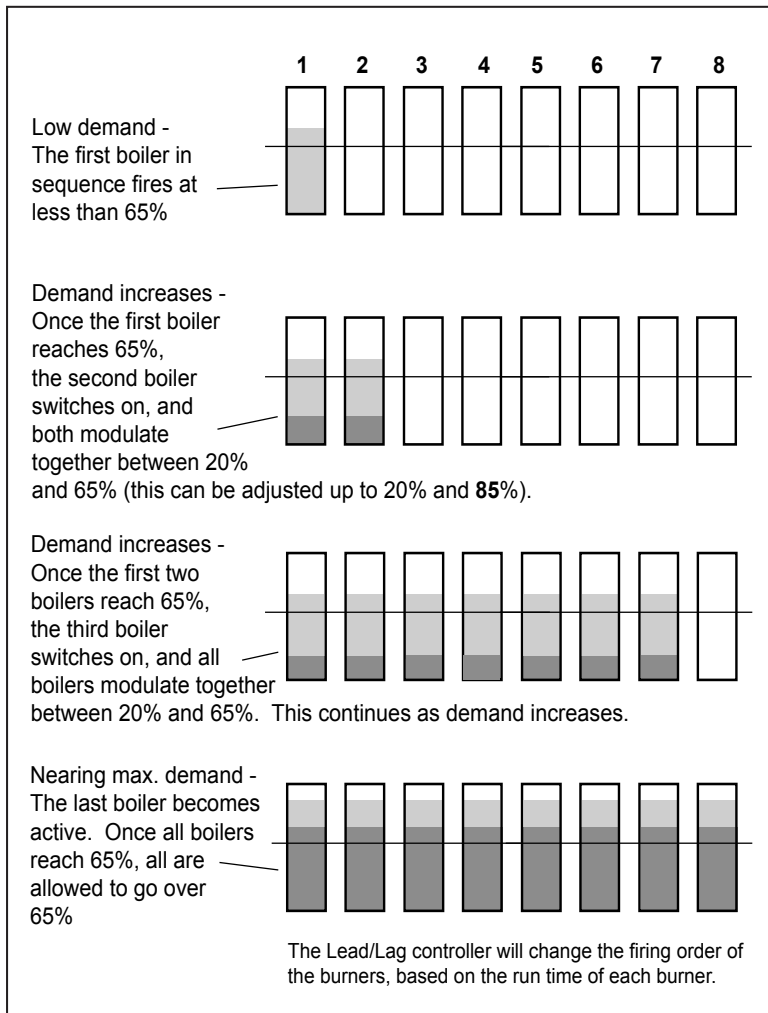 1 2 3 4 5 6 7 8
Low demand -
The first boiler in
sequence fires at
less than 65%
Demand increases -
Once the first boiler
reaches 65%,
the second boiler
switches on, and
both modulate
together between 20%
and 65% (this can be adjusted up to 20% and 85%).
Demand increases -
Once the first two
boilers reach 65%,
the third boiler
switches on, and all
boilers modulate together
between 20% and 65%.  This continues as demand increases.
Nearing max. demand -
The last boiler becomes
active.  Once all boilers
reach 65%, all are
allowed to go over
65%
The Lead/Lag controller will change the firing order of
the burners, based on the run time of each burner.